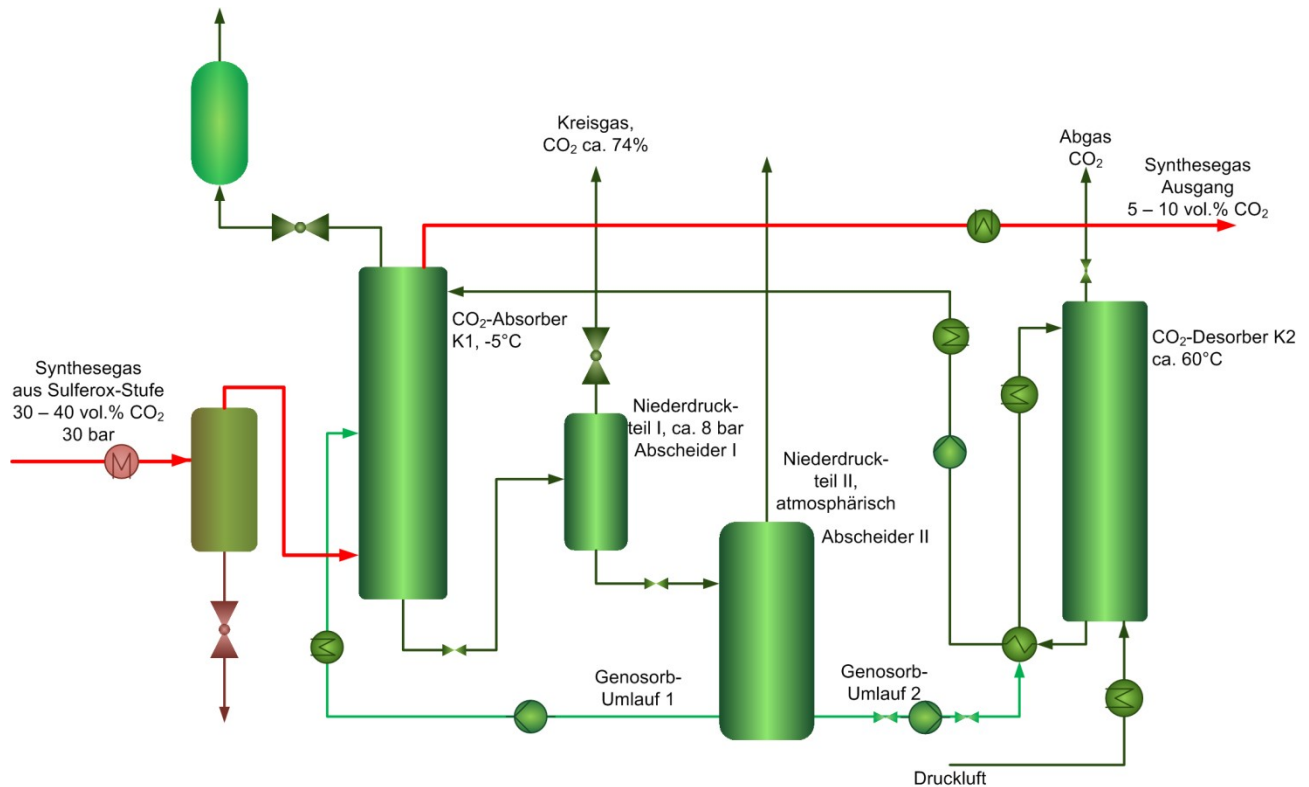 Kreisgas,
CO₂ ca. 74%
Abgas
CO₂
Synthesegas
Ausgang
5 – 10 vol.% CO₂
CO₂-Absorber
K1, -5°C
CO₂-Desorber K2
ca. 60°C
Synthesegas
aus Sulferox-Stufe
30 – 40 vol.% CO₂
30 bar
Niederdruck-
teil I, ca. 8 bar
Abscheider I
Niederdruck-
teil II,
atmosphärisch
Abscheider II
Genosorb-
Umlauf 1
Genosorb-
Umlauf 2
Druckluft